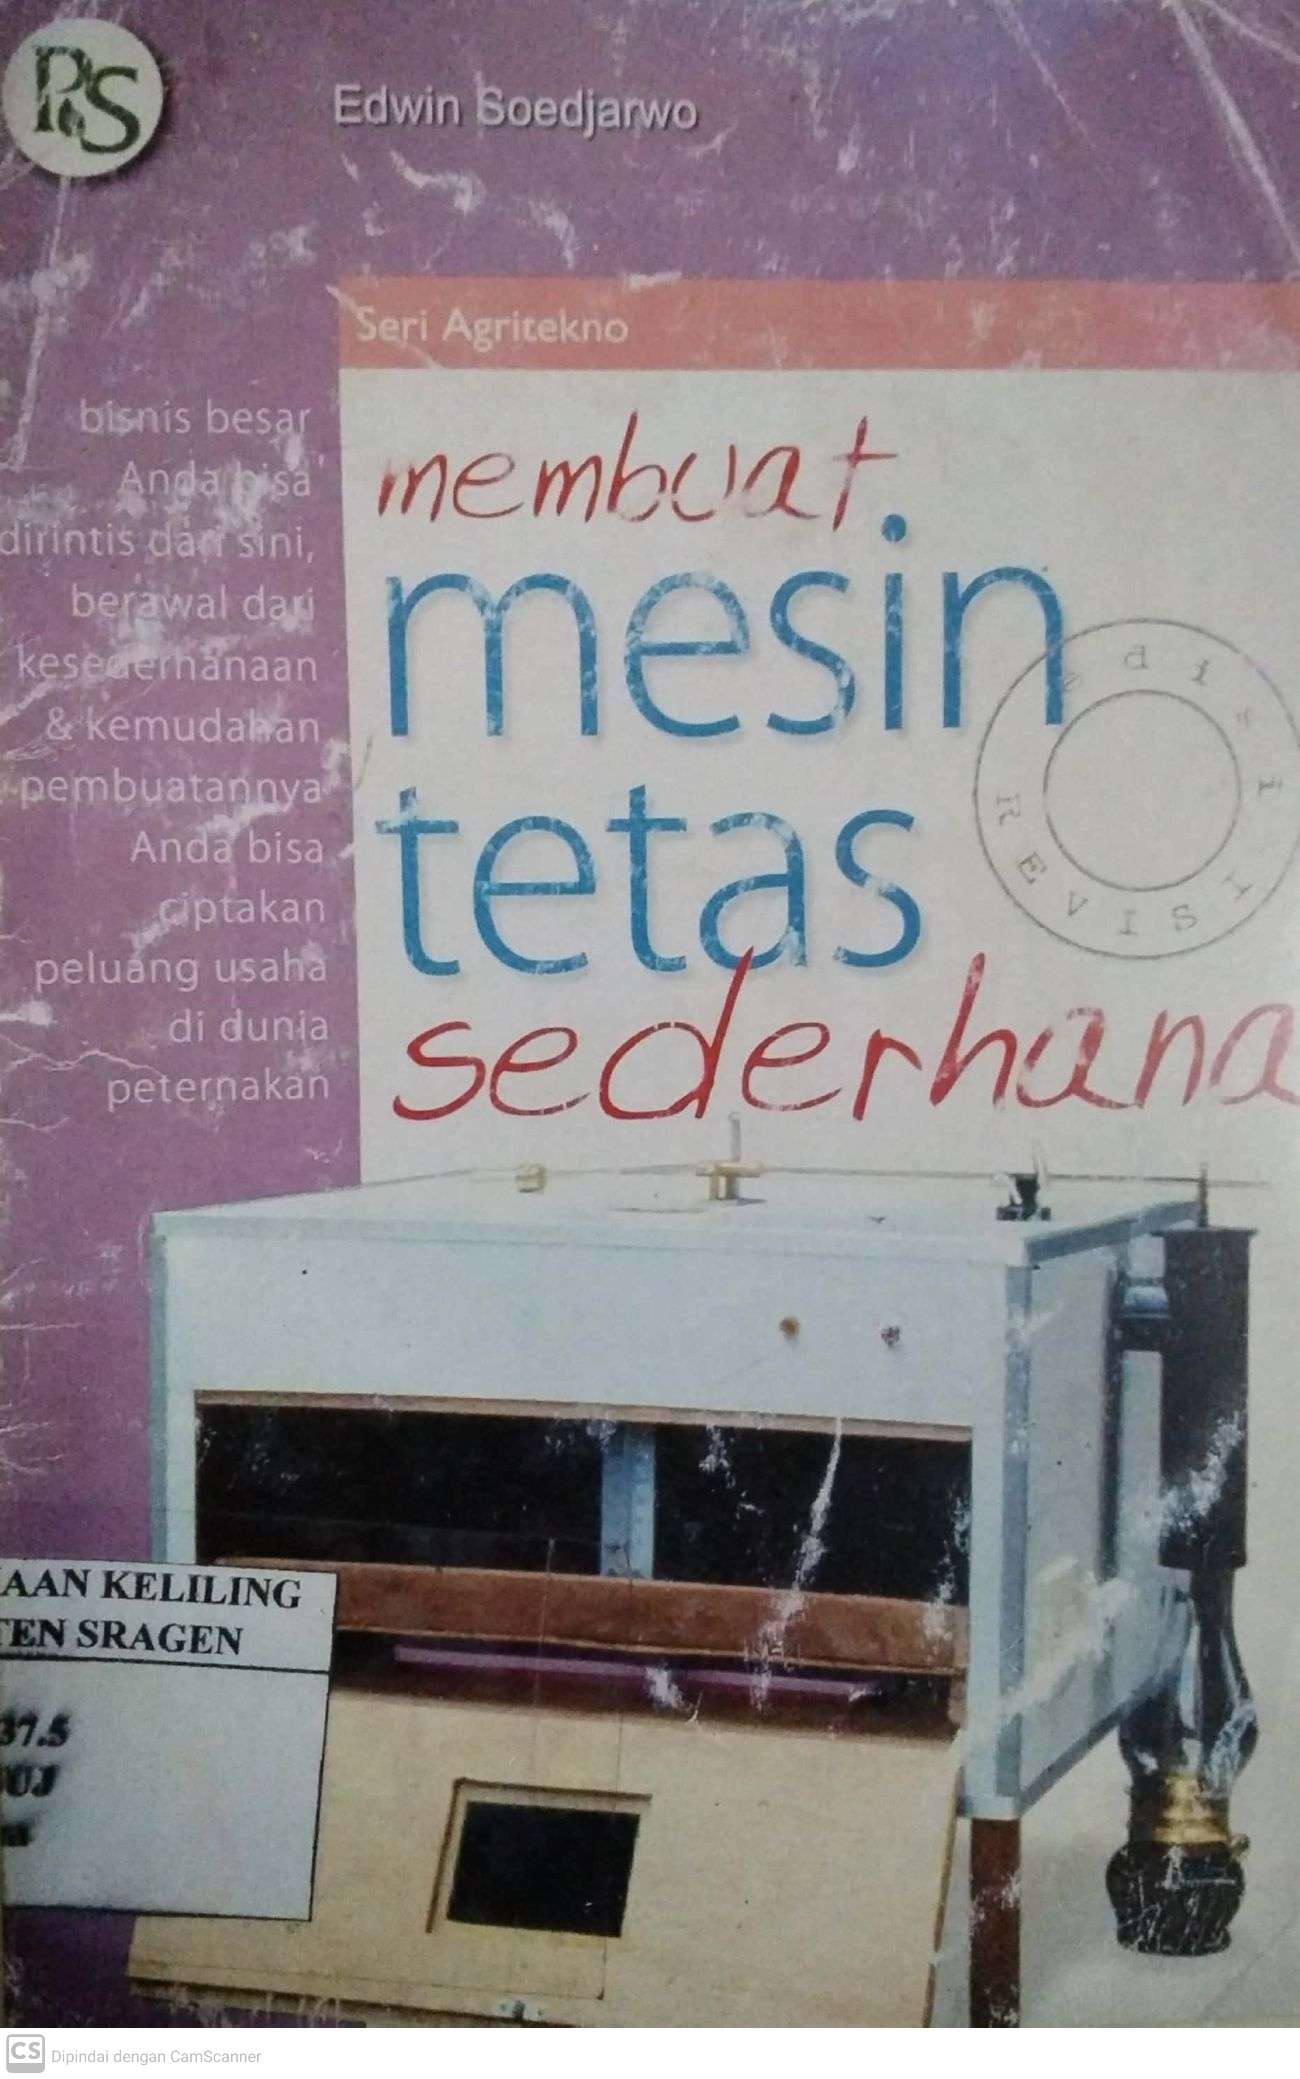 PS
Edwin Soedjarwo
Seri Agritekno
bisnis besar
Anda bisa
dirintis dari sini,
berawal dari
kesederhanaan
& kemudahan
pembuatannya
Anda bisa
ciptakan
peluang usaha
di dunia
peternakan
membuat
mesin
tetas
sederhana
edisi
REVISI
AAN KELILING
TEN SRAGEN
37.5
UJ
CS Dipindai dengan CamScanner